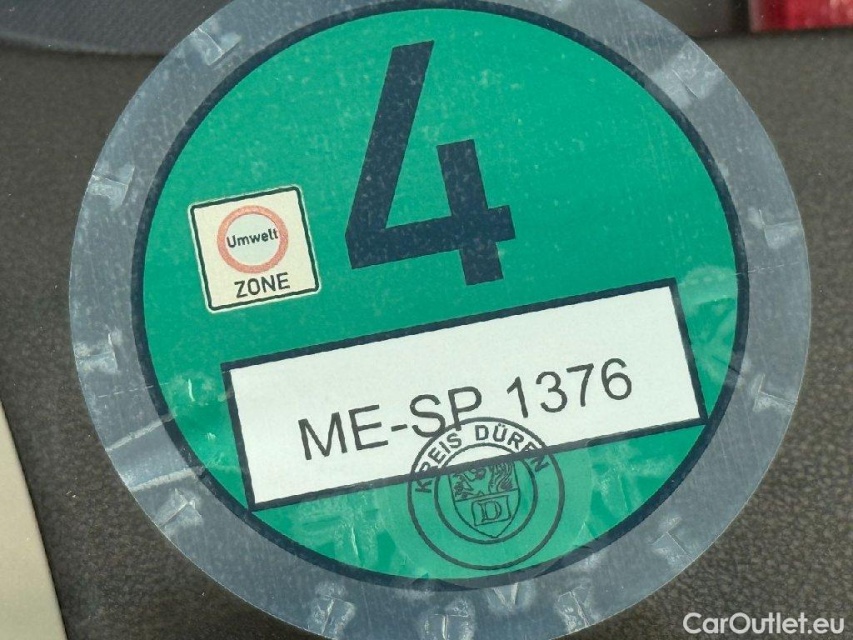 4
Umwelt
ZONE
ME-SP 1376
KREIS DÜREN
D
CarOutlet.eu